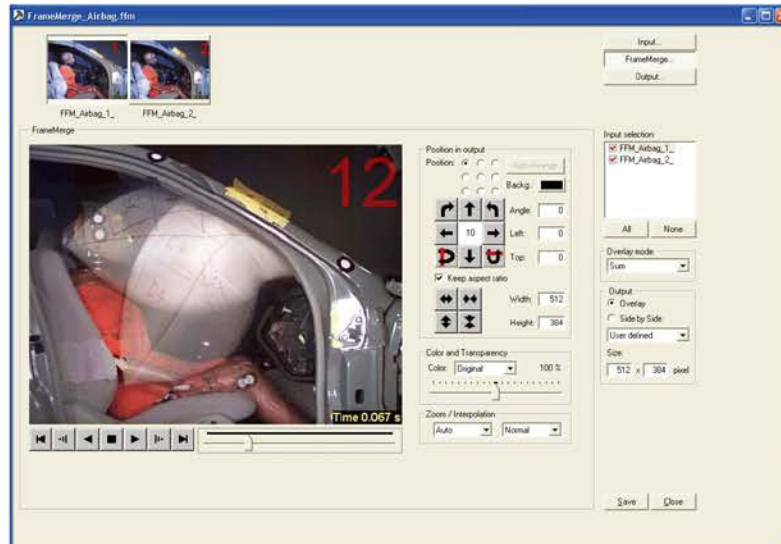 FrameMerge_Airbag.ffm
1
2
FFM_Airbag_1_
FFM_Airbag_2_
Input...
FrameMerge...
Output...
FrameMerge
12
Time 0.067 s
Position in output
Position:
Auto-Arrange
Backg.:
Angle: 0
10
Left: 0
Top: 0
Keep aspect ratio
Width: 512
Height: 384
Color and Transparency
Color: Original 100 %
Zoom / Interpolation
Auto Normal
Input selection:
FFM_Airbag_1_
FFM_Airbag_2_
All None
Overlay mode
Sum
Output
Overlay
Side by Side
User defined
Size:
512 x 384 pixel
Save Close